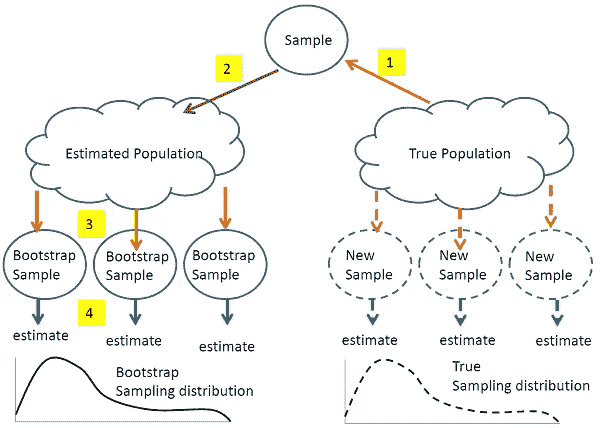 Sample
2
1
Estimated Population
True Population
3
Bootstrap
Sample
Bootstrap
Sample
Bootstrap
Sample
New
Sample
New
Sample
New
Sample
4
estimate
estimate
estimate
estimate
estimate
estimate
Bootstrap
Sampling distribution
True
Sampling distribution